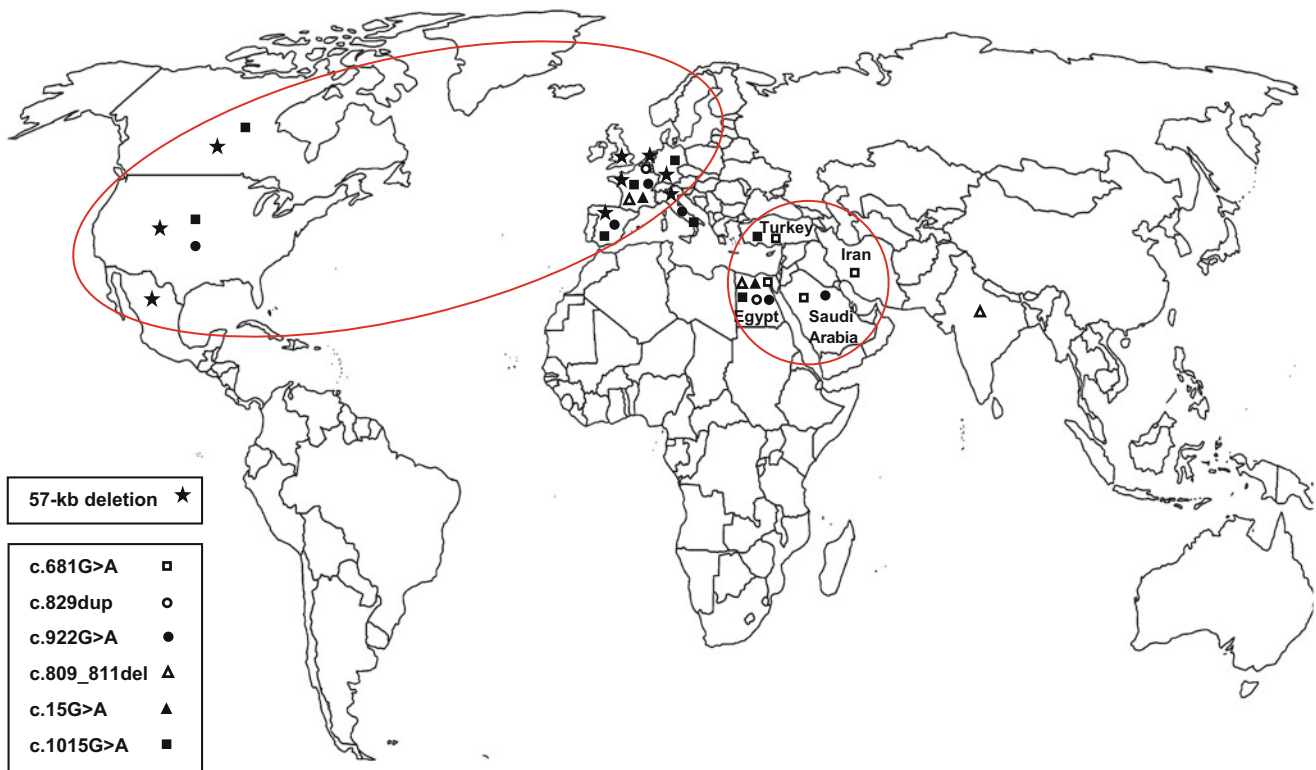 Turkey
Iran
Egypt
Saudi
Arabia
57-kb deletion
c.681G>A
c.829dup
c.922G>A
c.809_811del
c.15G>A
c.1015G>A